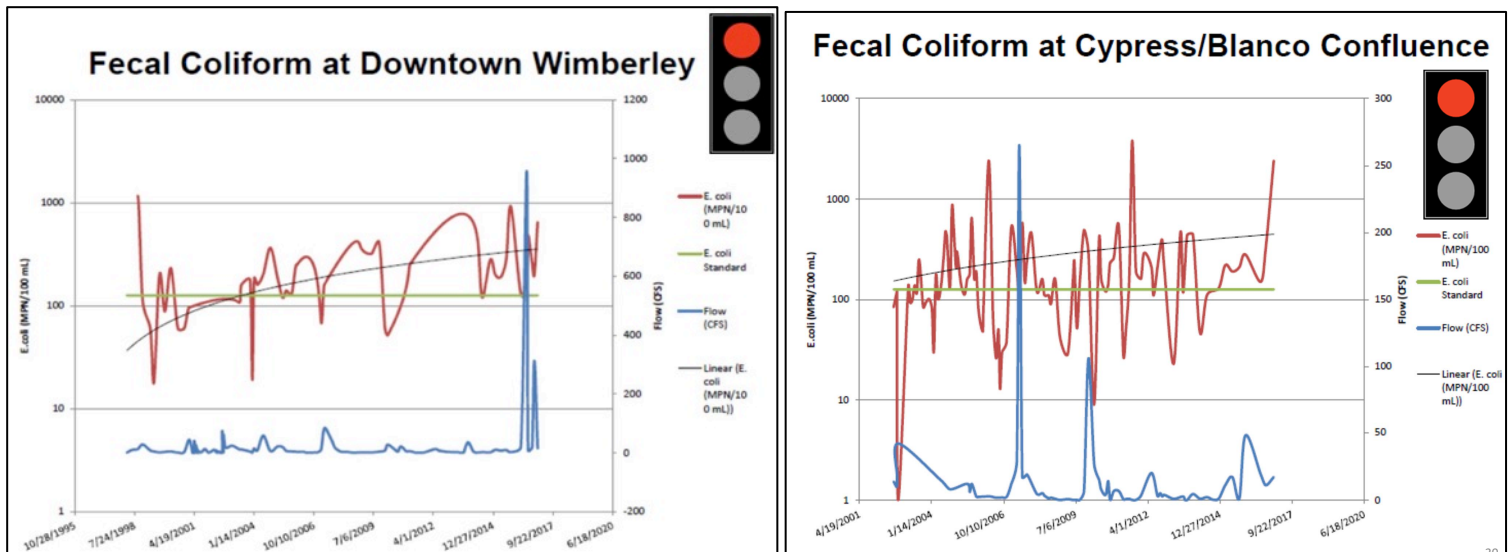 Fecal Coliform at Downtown Wimberley
10000
1000
100
10
1
E.coli (MPN/100 mL)
1200
1000
800
600
400
200
0
-200
Flow (CFS)
10/28/1995
7/24/1998
4/19/2001
1/14/2004
10/10/2006
7/6/2009
4/1/2012
12/27/2014
9/22/2017
6/18/2020
E. coli
(MPN/10
0 mL)
E. coli
Standard
Flow
(CFS)
Linear (E.
coli
(MPN/10
0 mL))
Fecal Coliform at Cypress/Blanco Confluence
10000
1000
100
10
1
E.coli (MPN/100 mL)
300
250
200
150
100
50
0
Flow (CFS)
4/19/2001
1/14/2004
10/10/2006
7/6/2009
4/1/2012
12/27/2014
9/22/2017
6/18/2020
E. coli
(MPN/100
mL)
E. coli
Standard
Flow (CFS)
Linear (E. coli
(MPN/100
mL))